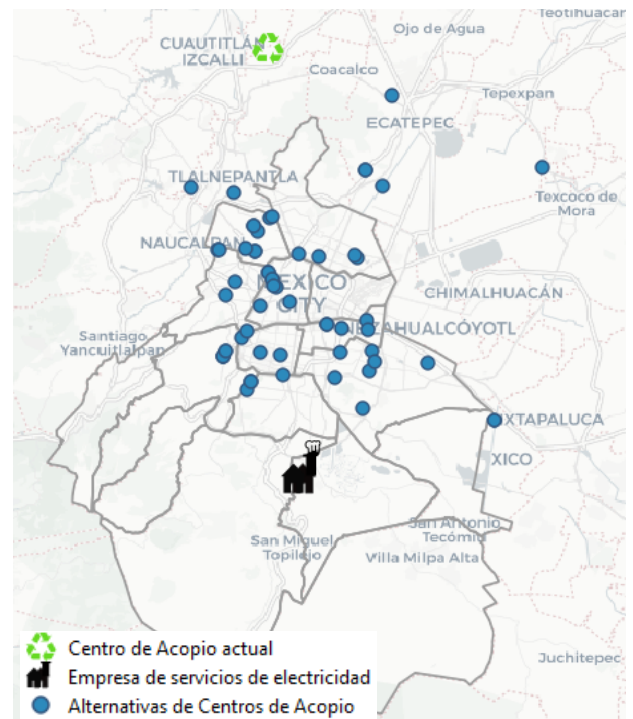 Teotihuacán
Ojo de Agua
CUAUTITLÁN
IZCALLI
Coacalco
Tepexpan
ECATEPEC
TLALNEPANTLA
Texcoco de
Mora
NAUCALPAN
MEXICO
CITY
CHIMALHUACÁN
NEZAHUALCÓYOTL
Santiago
Yancuitlalpan
IXTAPALUCA
XICO
San Antonio
Tecómitl
San Miguel
Topilejo
Villa Milpa Alta
Juchitepec
Centro de Acopio actual
Empresa de servicios de electricidad
Alternativas de Centros de Acopio